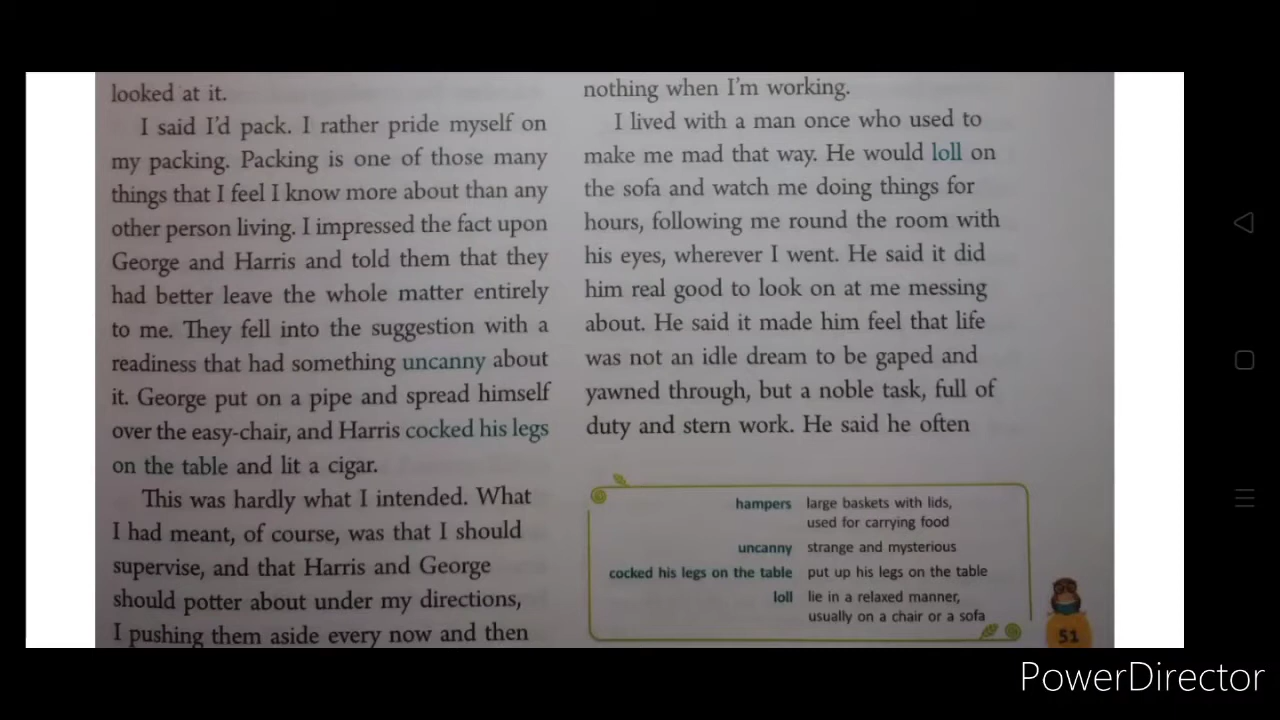 looked at it.
I said I'd pack. I rather pride myself on
my packing. Packing is one of those many
things that I feel I know more about than any
other person living. I impressed the fact upon
George and Harris and told them that they
had better leave the whole matter entirely
to me. They fell into the suggestion with a
readiness that had something uncanny about
it. George put on a pipe and spread himself
over the easy-chair, and Harris cocked his legs
on the table and lit a cigar.
This was hardly what I intended. What
I had meant, of course, was that I should
supervise, and that Harris and George
should potter about under my directions,
I pushing them aside every now and then
nothing when I'm working.
I lived with a man once who used to
make me mad that way. He would loll on
the sofa and watch me doing things for
hours, following me round the room with
his eyes, wherever I went. He said it did
him real good to look on at me messing
about. He said it made him feel that life
was not an idle dream to be gaped and
yawned through, but a noble task, full of
duty and stern work. He said he often
hampers large baskets with lids,
used for carrying food
uncanny strange and mysterious
cocked his legs on the table put up his legs on the table
loll lie in a relaxed manner,
usually on a chair or a sofa
51
PowerDirector